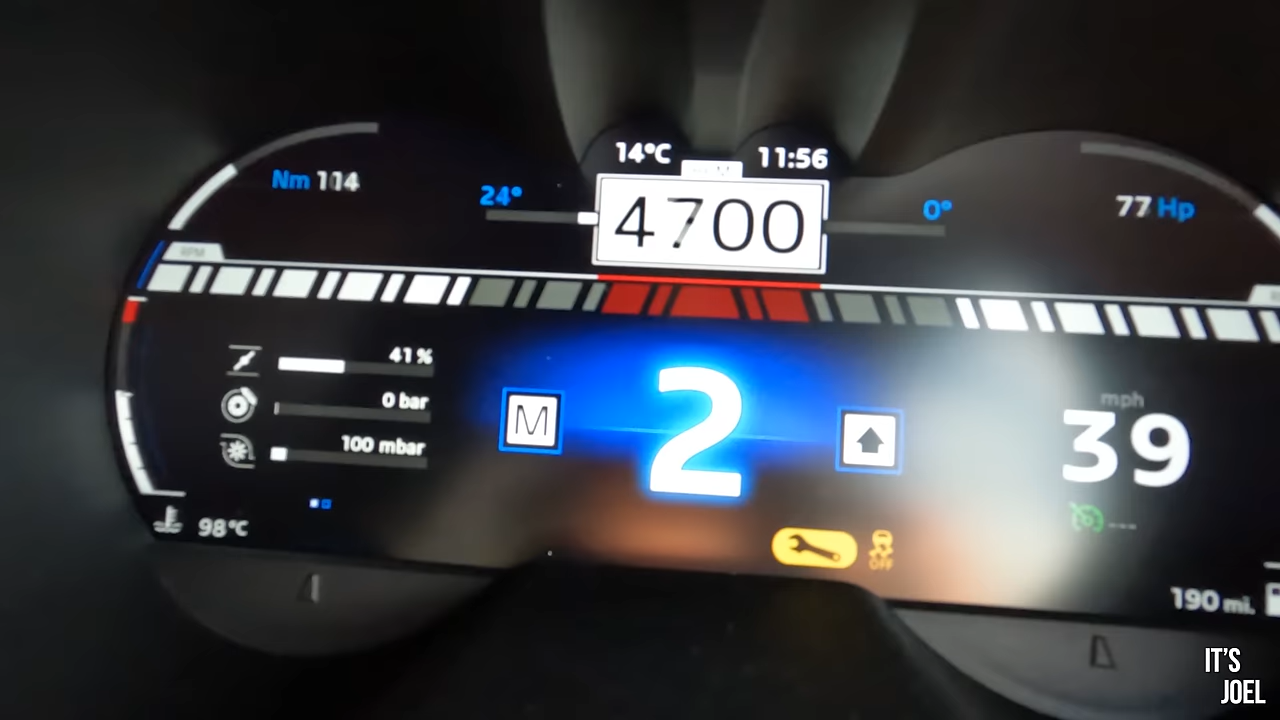 14°C
11:56
Nm 114
24°
4700
0°
77 Hp
RPM
41 %
0 bar
100 mbar
M
2
mph
39
98°C
OFF
---
190 mi.
IT'S
JOEL